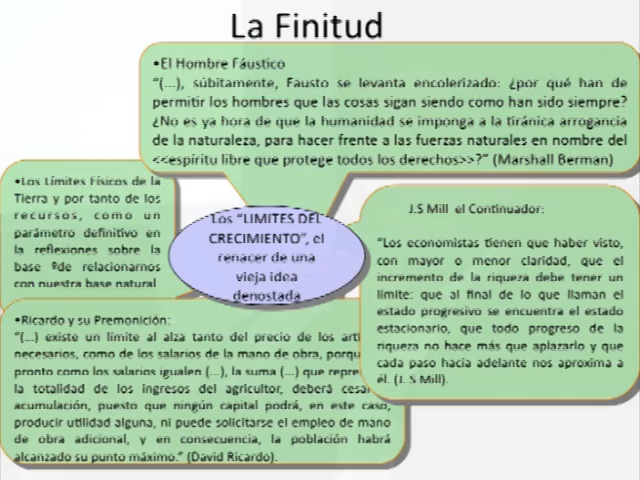 La Finitud
•El Hombre Fáustico
"(...), súbitamente, Fausto se levanta encolerizado: ¿por qué han de
permitir los hombres que las cosas sigan siendo como han sido siempre?
¿No es ya hora de que la humanidad se imponga a la tiránica arrogancia
de la naturaleza, para hacer frente a las fuerzas naturales en nombre del
<<espíritu libre que protege todos los derechos>>?" (Marshall Berman)
•Los Límites Físicos de la
Tierra y por tanto de los
recursos, como un
parámetro definitivo en
la reflexiones sobre la
base ºde relacionarnos
con nuestra base natural
Los "LIMITES DEL
CRECIMIENTO", el
renacer de una
vieja idea
denostada
J.S Mill el Continuador:
"Los economistas tienen que haber visto,
con mayor o menor claridad, que el
incremento de la riqueza debe tener un
límite: que al final de lo que llaman el
estado progresivo se encuentra el estado
estacionario, que todo progreso de la
riqueza no hace más que aplazarlo y que
cada paso hacia adelante nos aproxima a
él. (J. S Mill).
•Ricardo y su Premonición:
"(...) existe un límite al alza tanto del precio de los
necesarios, como de los salarios de la mano de obra,
pronto como los salarios igualen (...), la suma (...) que
la totalidad de los ingresos del agricultor, deberá
acumulación, puesto que ningún capital podrá, en este caso,
producir utilidad alguna, ni puede solicitarse el empleo de mano
de obra adicional, y en consecuencia, la población habrá
alcanzado su punto máximo." (David Ricardo).